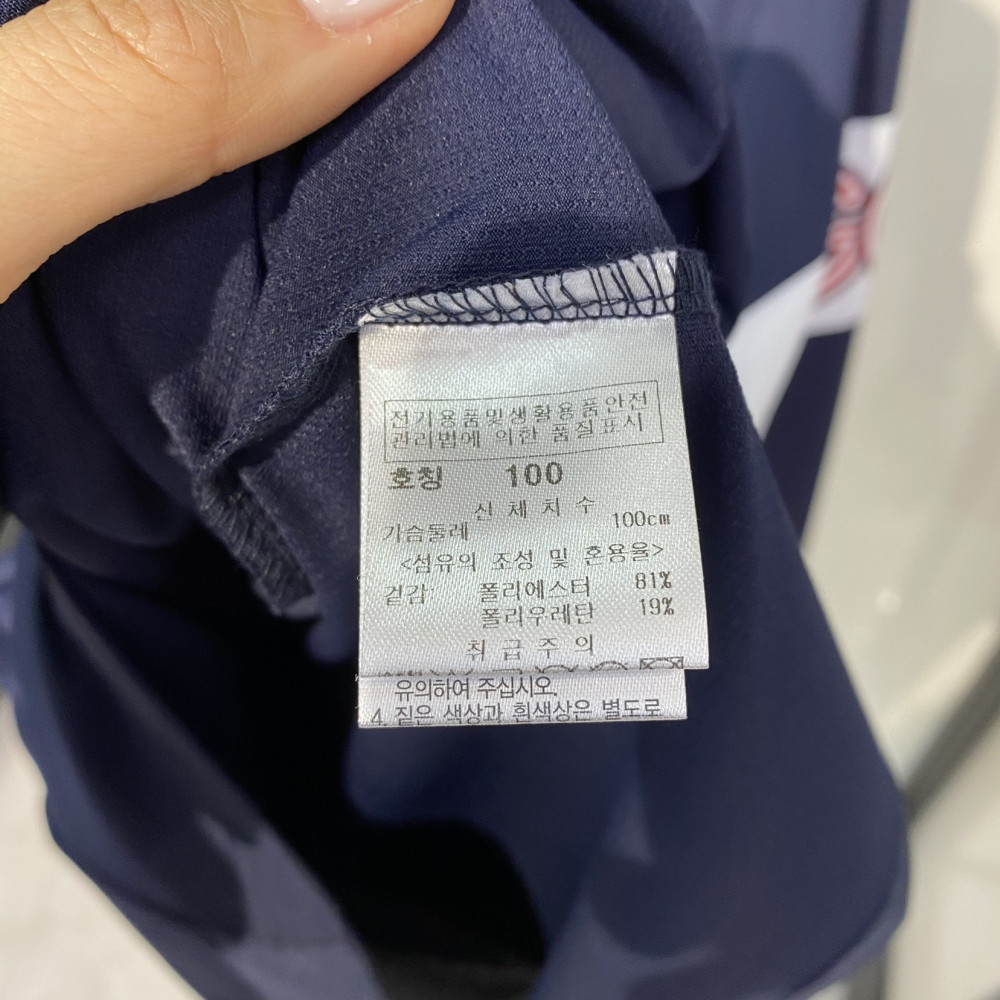 전기용품및생활용품안전
관리법에 의한 품질표시
호칭 100
신 체 치 수
가슴둘레 100cm
<섬유의 조성 및 혼용율>
겉감: 폴리에스터 81%
폴리우레탄 19%
취 급 주 의
유의하여 주십시오.
4. 짙은 색상과 흰색상은 별도로